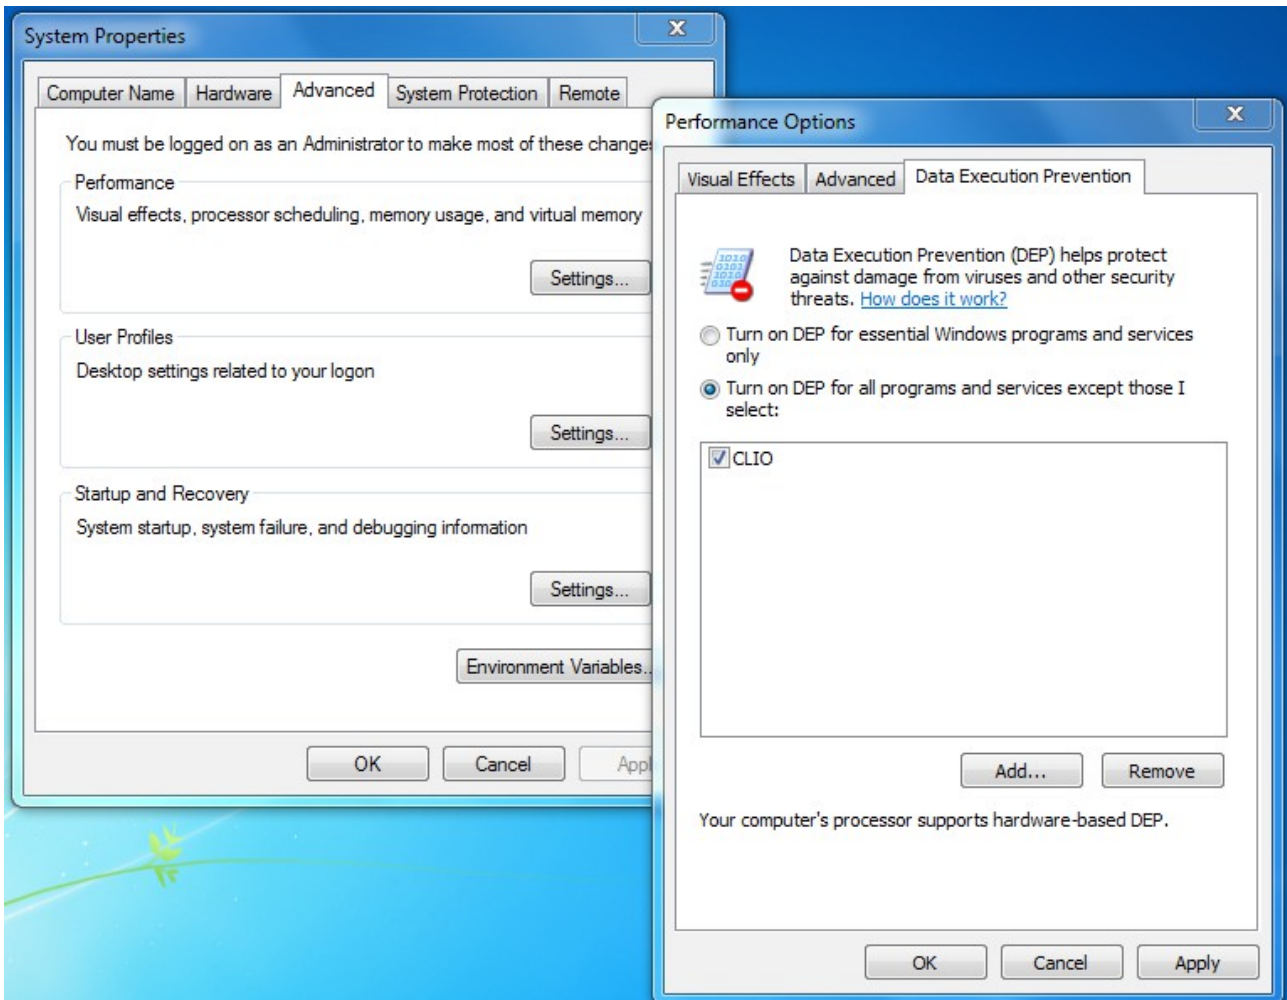 System Properties
X
Computer Name Hardware Advanced System Protection Remote
You must be logged on as an Administrator to make most of these changes
Performance
Visual effects, processor scheduling, memory usage, and virtual memory
Settings...
User Profiles
Desktop settings related to your logon
Settings...
Startup and Recovery
System startup, system failure, and debugging information
Settings...
Environment Variables..
OK Cancel Appl
Performance Options
X
Visual Effects Advanced Data Execution Prevention
Data Execution Prevention (DEP) helps protect
against damage from viruses and other security
threats. How does it work?
Turn on DEP for essential Windows programs and services
only
Turn on DEP for all programs and services except those I
select:
CLIO
Add... Remove
Your computer's processor supports hardware-based DEP.
OK Cancel Apply